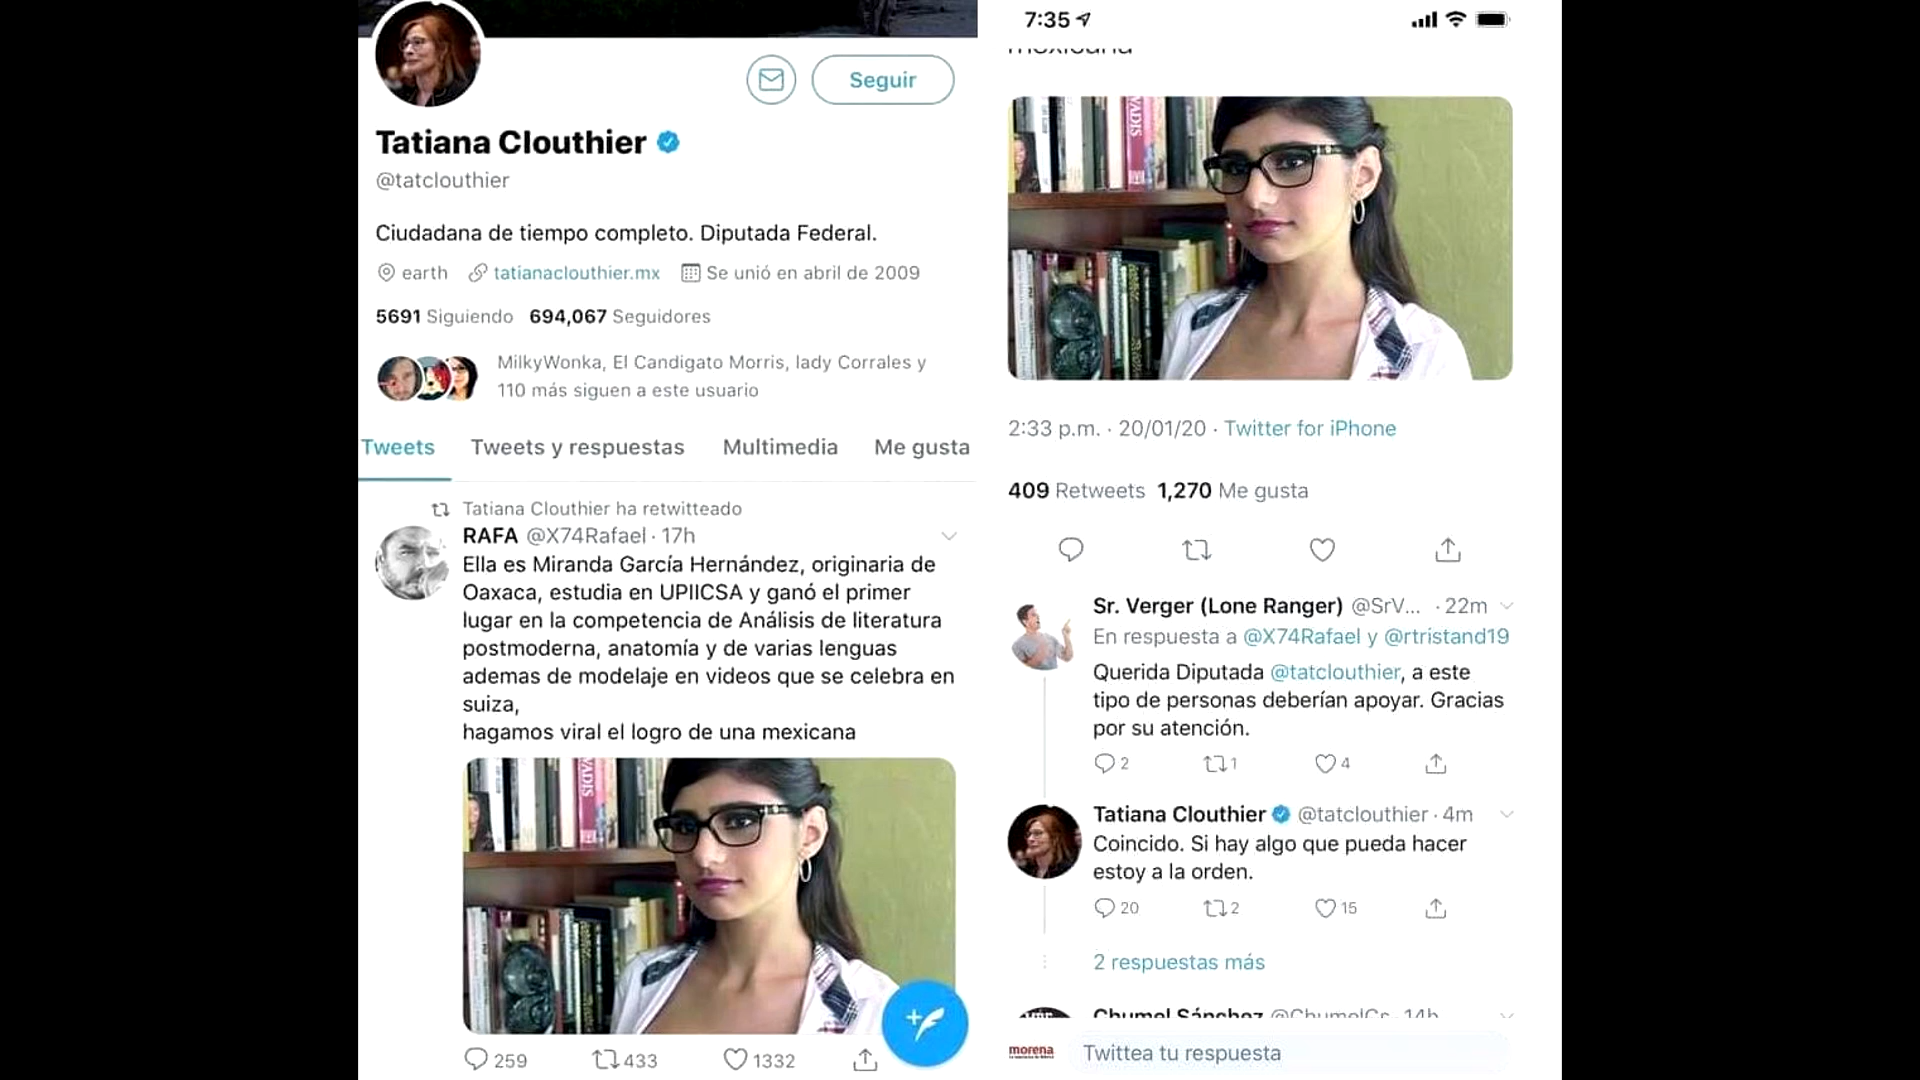 Seguir
Tatiana Clouthier
@tatclouthier
Ciudadana de tiempo completo. Diputada Federal.
earth tatianaclouthier.mx Se unió en abril de 2009
5691 Siguiendo 694,067 Seguidores
MilkyWonka, El Candigato Morris, lady Corrales y
110 más siguen a este usuario
Tweets Tweets y respuestas Multimedia Me gusta
Tatiana Clouthier ha retwitteado
RAFA @X74Rafael · 17h
Ella es Miranda García Hernández, originaria de
Oaxaca, estudia en UPIICSA y ganó el primer
lugar en la competencia de Análisis de literatura
postmoderna, anatomía y de varias lenguas
ademas de modelaje en videos que se celebra en
suiza,
hagamos viral el logro de una mexicana
VADIS
259 433 1332
7:35
mexicana
VADIS
2:33 p.m. · 20/01/20 · Twitter for iPhone
409 Retweets 1,270 Me gusta
Sr. Verger (Lone Ranger) @SrV... · 22m
En respuesta a @X74Rafael y @rtristand19
Querida Diputada @tatclouthier, a este
tipo de personas deberían apoyar. Gracias
por su atención.
2 1 4
Tatiana Clouthier @tatclouthier · 4m
Coincido. Si hay algo que pueda hacer
estoy a la orden.
20 2 15
2 respuestas más
Chumel Sánchez @ChumelCs · 14h
morena
Twittea tu respuesta